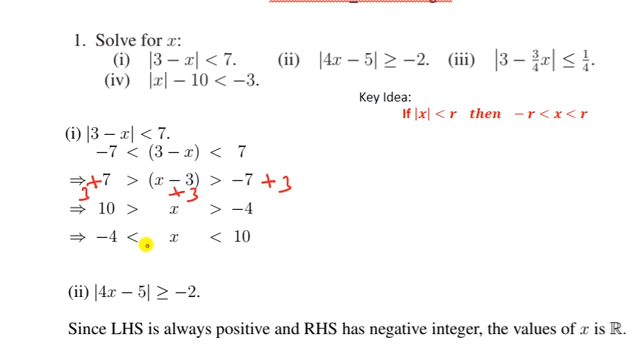 1. Solve for x:
(i) |3 − x| < 7. (ii) |4x − 5| ≥ −2. (iii) |3 − 3/4 x| ≤ 1/4.
(iv) |x| − 10 < −3.
Key Idea:
If |x| < r then − r < x < r
(i) |3 − x| < 7.
−7 < (3 − x) < 7
⇒ 3+7 > (x − 3) +3 > −7 +3
⇒ 10 > x > −4
⇒ −4 < x < 10
(ii) |4x − 5| ≥ −2.
Since LHS is always positive and RHS has negative integer, the values of x is ℝ.